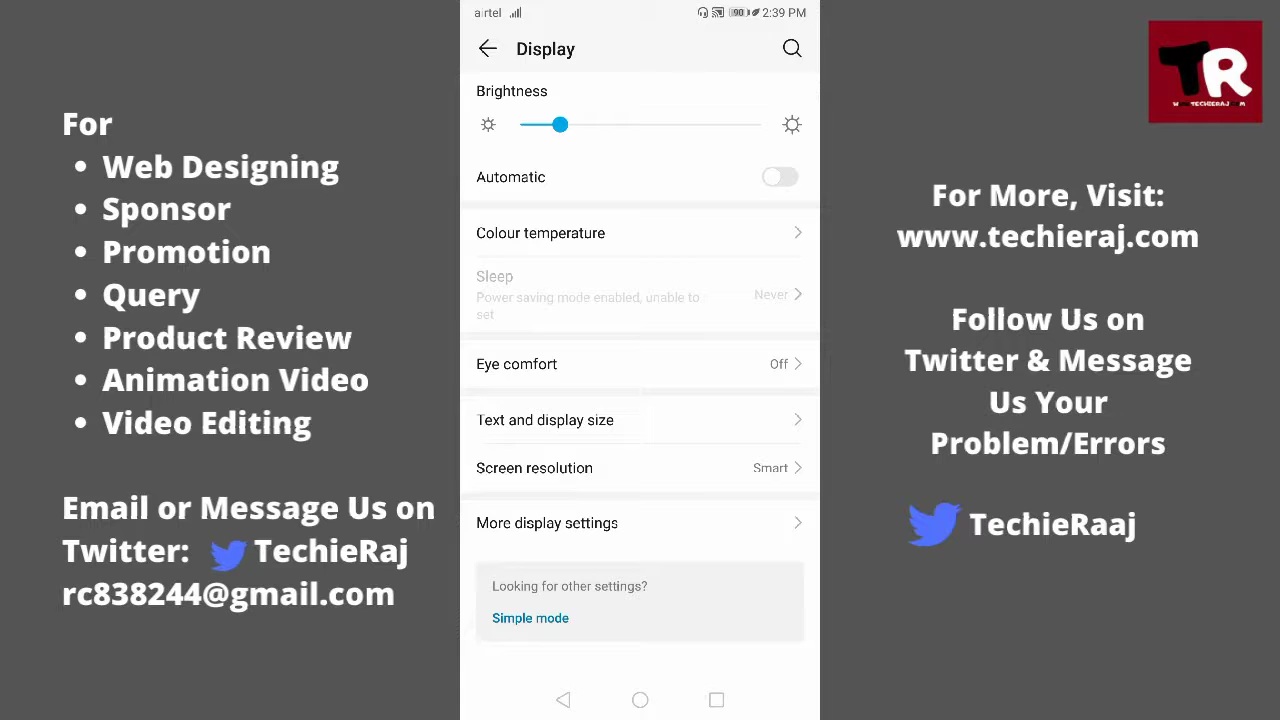 For
• Web Designing
• Sponsor
• Promotion
• Query
• Product Review
• Animation Video
• Video Editing
Email or Message Us on
Twitter: TechieRaj
rc838244@gmail.com
airtel
90
2:39 PM
Display
Brightness
Automatic
Colour temperature
Sleep
Power saving mode enabled, unable to
set
Never
Eye comfort
Off
Text and display size
Screen resolution
Smart
More display settings
Looking for other settings?
Simple mode
TR
WWW.TECHIERAJ.COM
For More, Visit:
www.techieraj.com
Follow Us on
Twitter & Message
Us Your
Problem/Errors
TechieRaaj